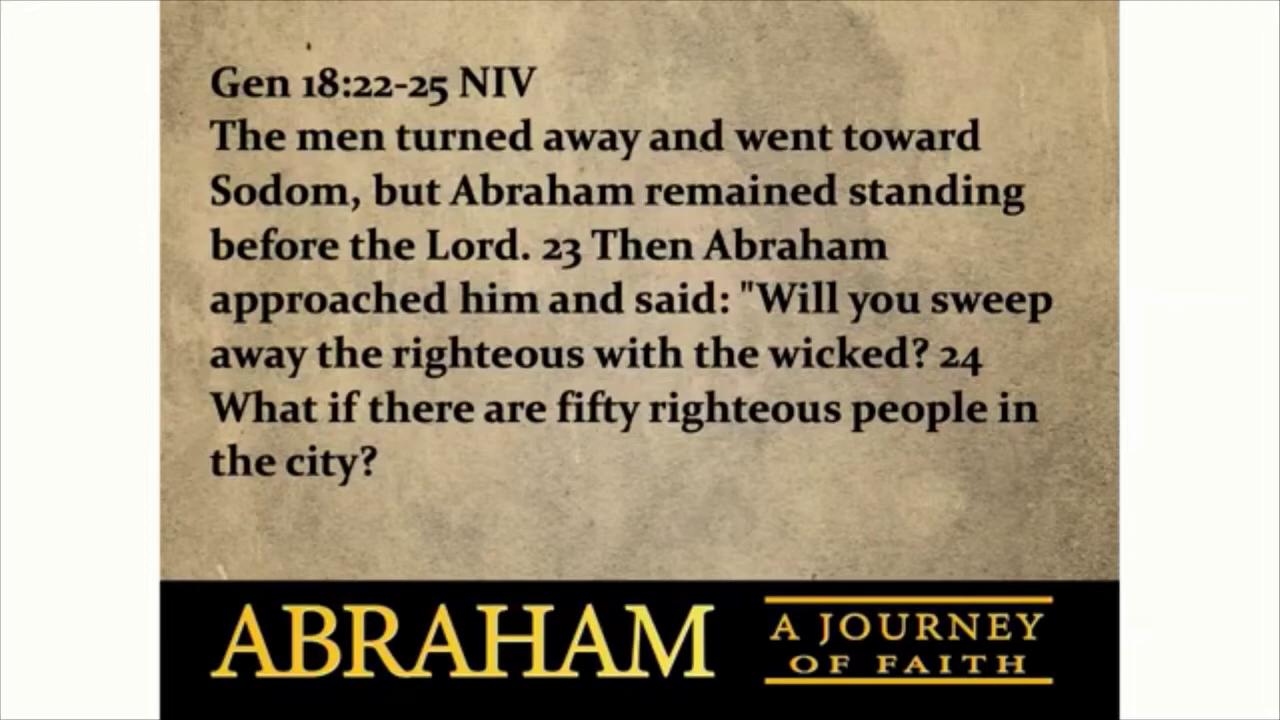 Gen 18:22-25 NIV
The men turned away and went toward
Sodom, but Abraham remained standing
before the Lord. 23 Then Abraham
approached him and said: "Will you sweep
away the righteous with the wicked? 24
What if there are fifty righteous people in
the city?
ABRAHAM
A JOURNEY
OF FAITH